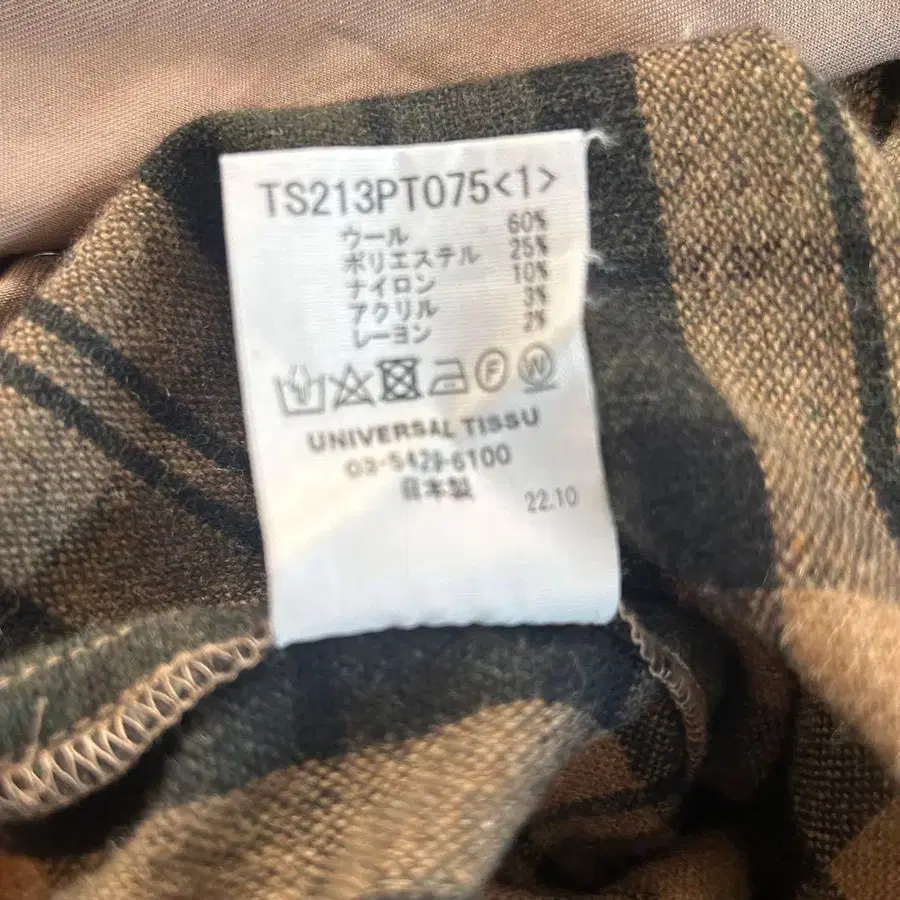 TS213PT075<1>
ウール 60%
ポリエステル 25%
ナイロン 10%
アクリル 3%
レーヨン 2%
F W
UNIVERSAL TISSU
03-5429-6100
日本製
22.10